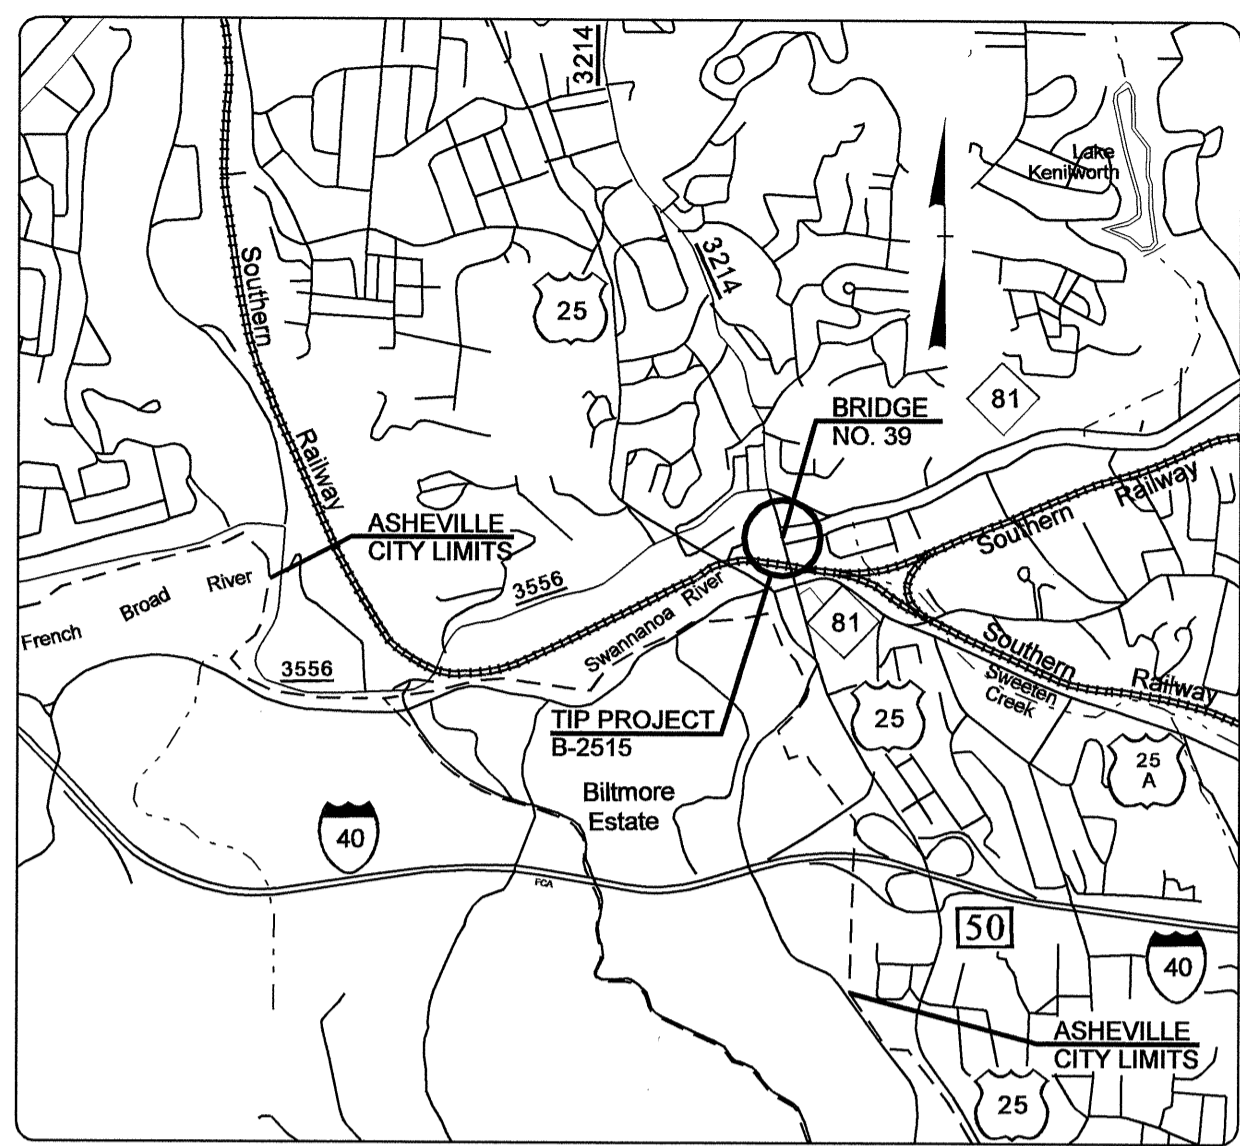 3214
Lake
Kenilworth
Southern
3214
25
81
BRIDGE
NO. 39
Railway
Railway
Southern
ASHEVILLE
CITY LIMITS
French Broad River
3556
Swannanoa River
81
3556
Southern
Railway
Sweeten
Creek
25
TIP PROJECT
B-2515
25
A
Biltmore
Estate
40
FCA
50
40
ASHEVILLE
CITY LIMITS
25